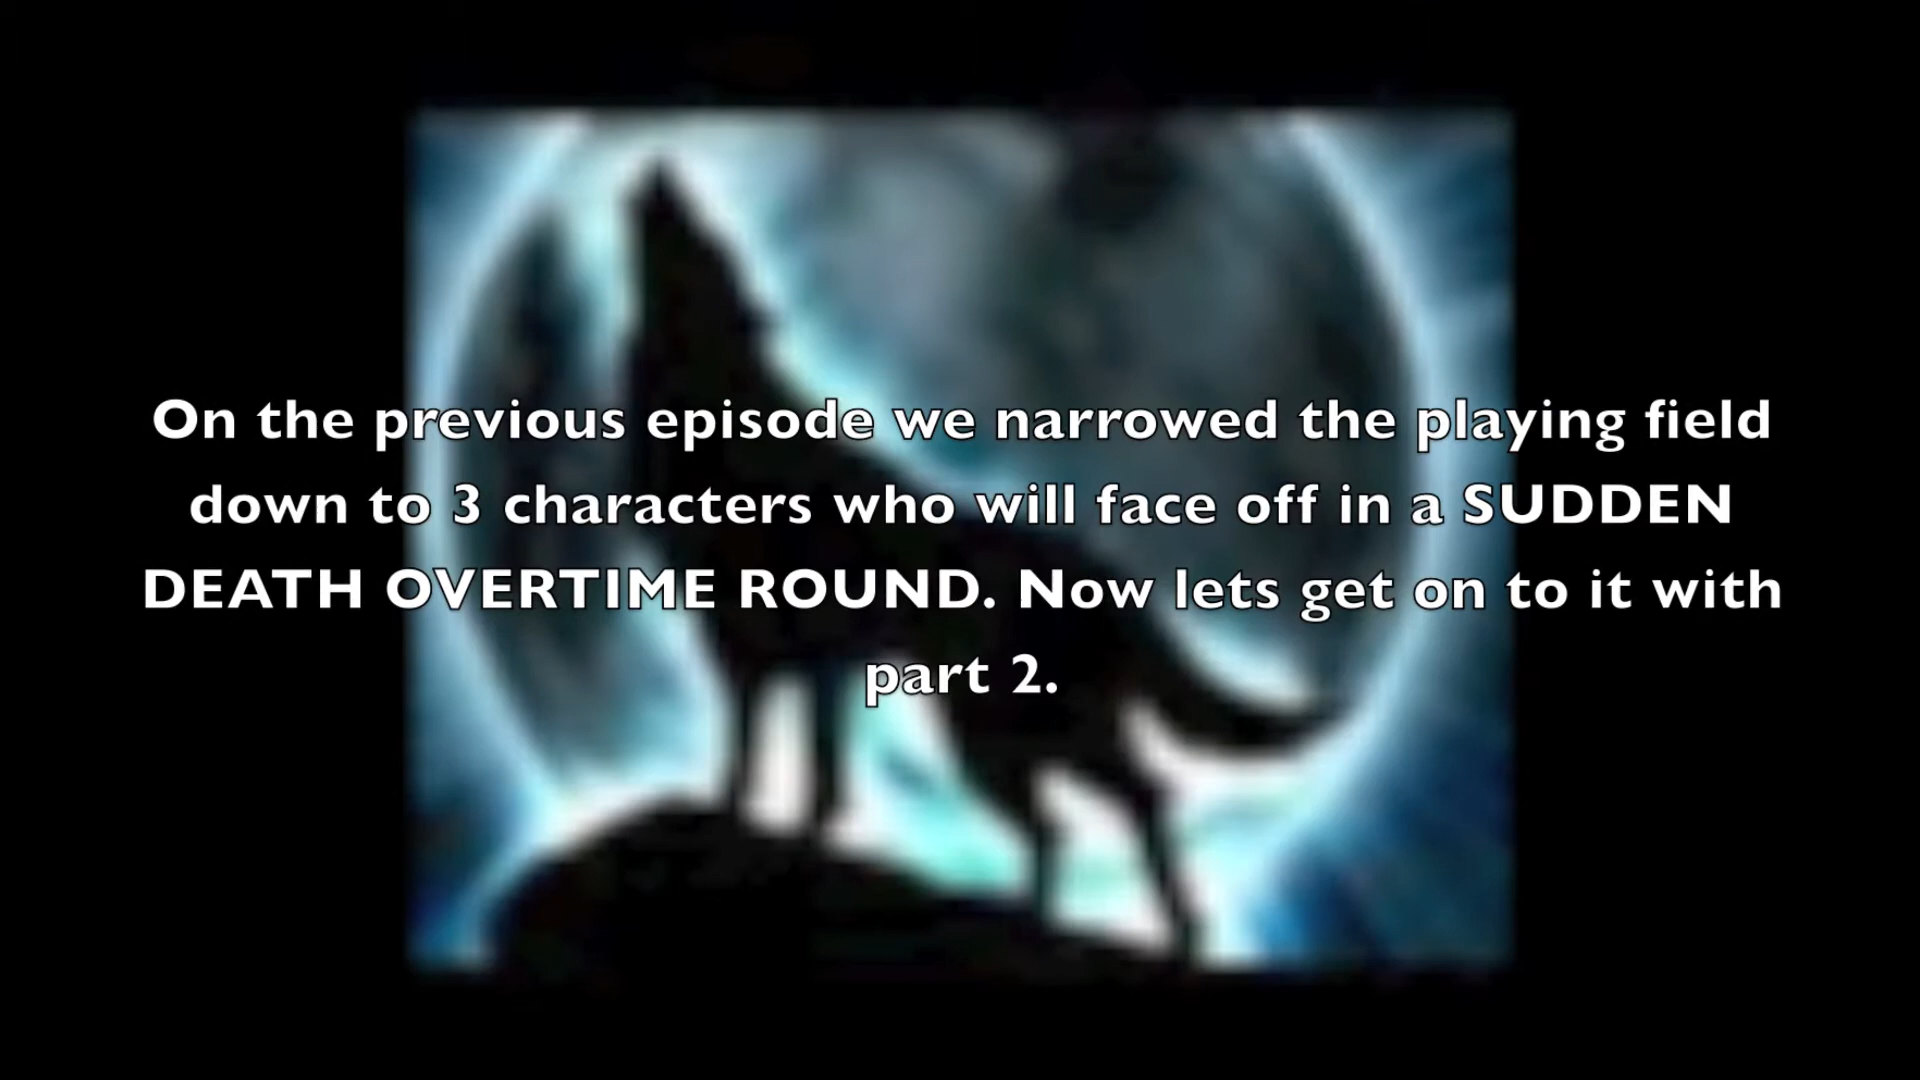 On the previous episode we narrowed the playing field
down to 3 characters who will face off in a SUDDEN
DEATH OVERTIME ROUND. Now lets get on to it with
part 2.